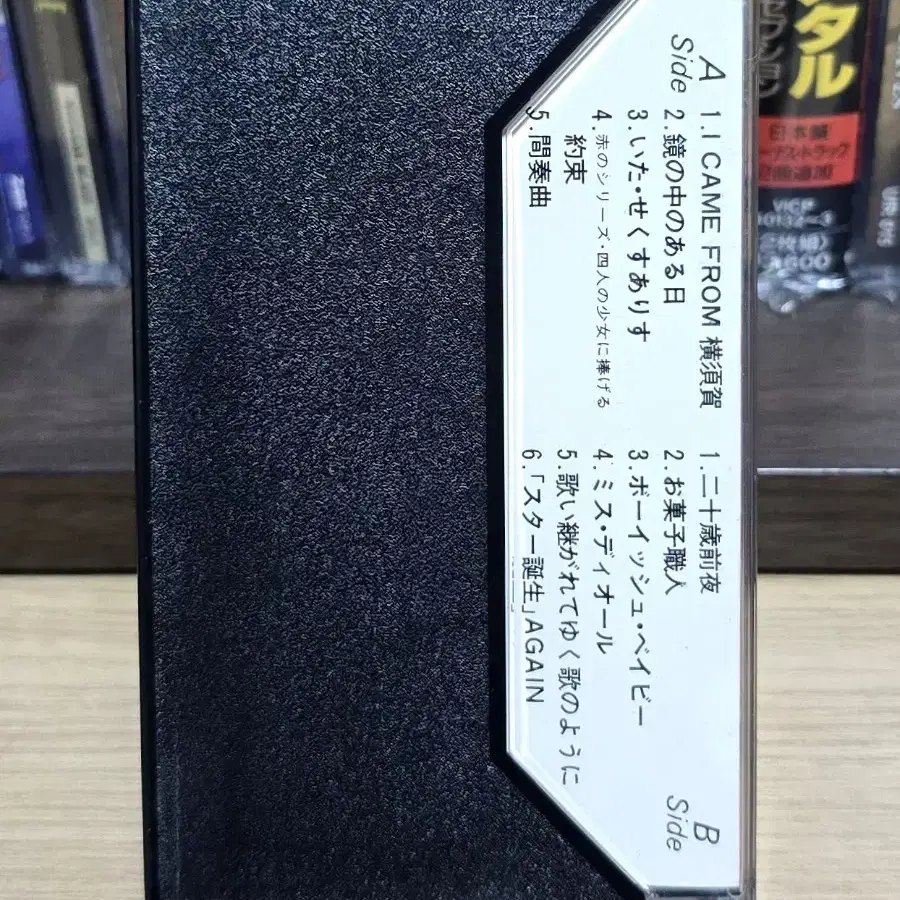 A
Side
1. I CAME FROM 横須賀
2. 鏡の中のある日
3. いた・せくすありす
4. 赤のシリーズ・四人の少女に捧げる
約束
5. 間奏曲
1. 二十歳前夜
2. お菓子職人
3. ボーイッシュ・ベイビー
4. ミス・ディオール
5. 歌い継がれてゆく歌のように
6. 「スター誕生」AGAIN
B
Side
タル
日本盤